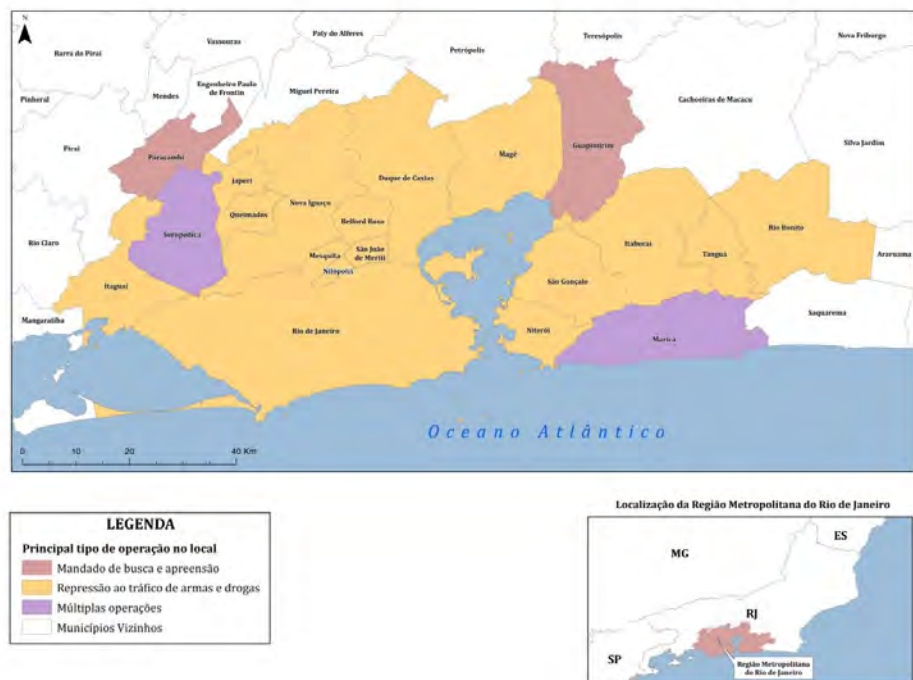 N
Barra do Piraí
Vassouras
Paty do Alferes
Petrópolis
Teresópolis
Nova Friburgo
Pinheral
Mendes
Engenheiro Paulo
de Frontin
Miguel Pereira
Cachoeiras de Macacu
Piraí
Paracambi
Guapimirim
Silva Jardim
Japeri
Duque de Caxias
Magé
Queimados
Nova Iguaçu
Belford Roxo
Seropédica
Rio Claro
Mesquita
São João
de Meriti
Nilópolis
Itaboraí
Tanguá
Rio Bonito
Araruama
Itaguaí
São Gonçalo
Mangaratiba
Rio de Janeiro
Niterói
Maricá
Saquarema
Oceano Atlântico
0 10 20 40 Km
LEGENDA
Principal tipo de operação no local
Mandado de busca e apreensão
Repressão ao tráfico de armas e drogas
Múltiplas operações
Municípios Vizinhos
Localização da Região Metropolitana do Rio de Janeiro
MG
ES
RJ
SP
Região Metropolitana
do Rio de Janeiro